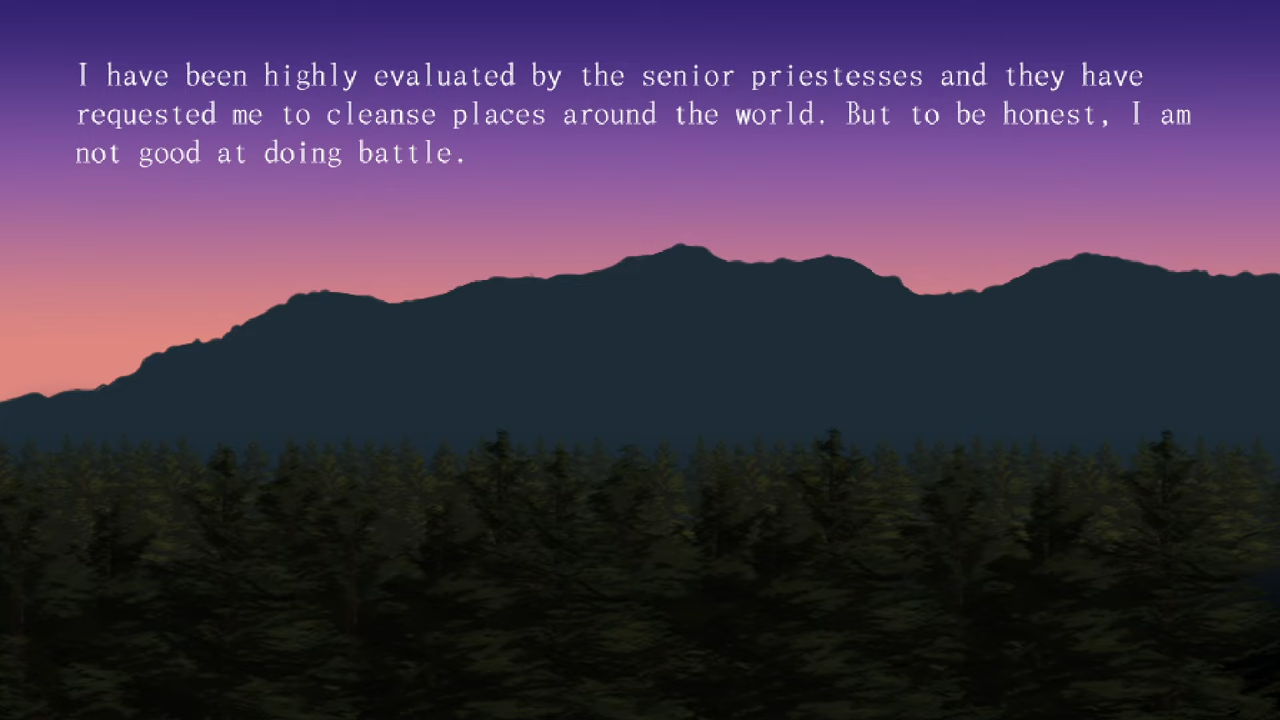 I have been highly evaluated by the senior priestesses and they have
requested me to cleanse places around the world. But to be honest, I am
not good at doing battle.